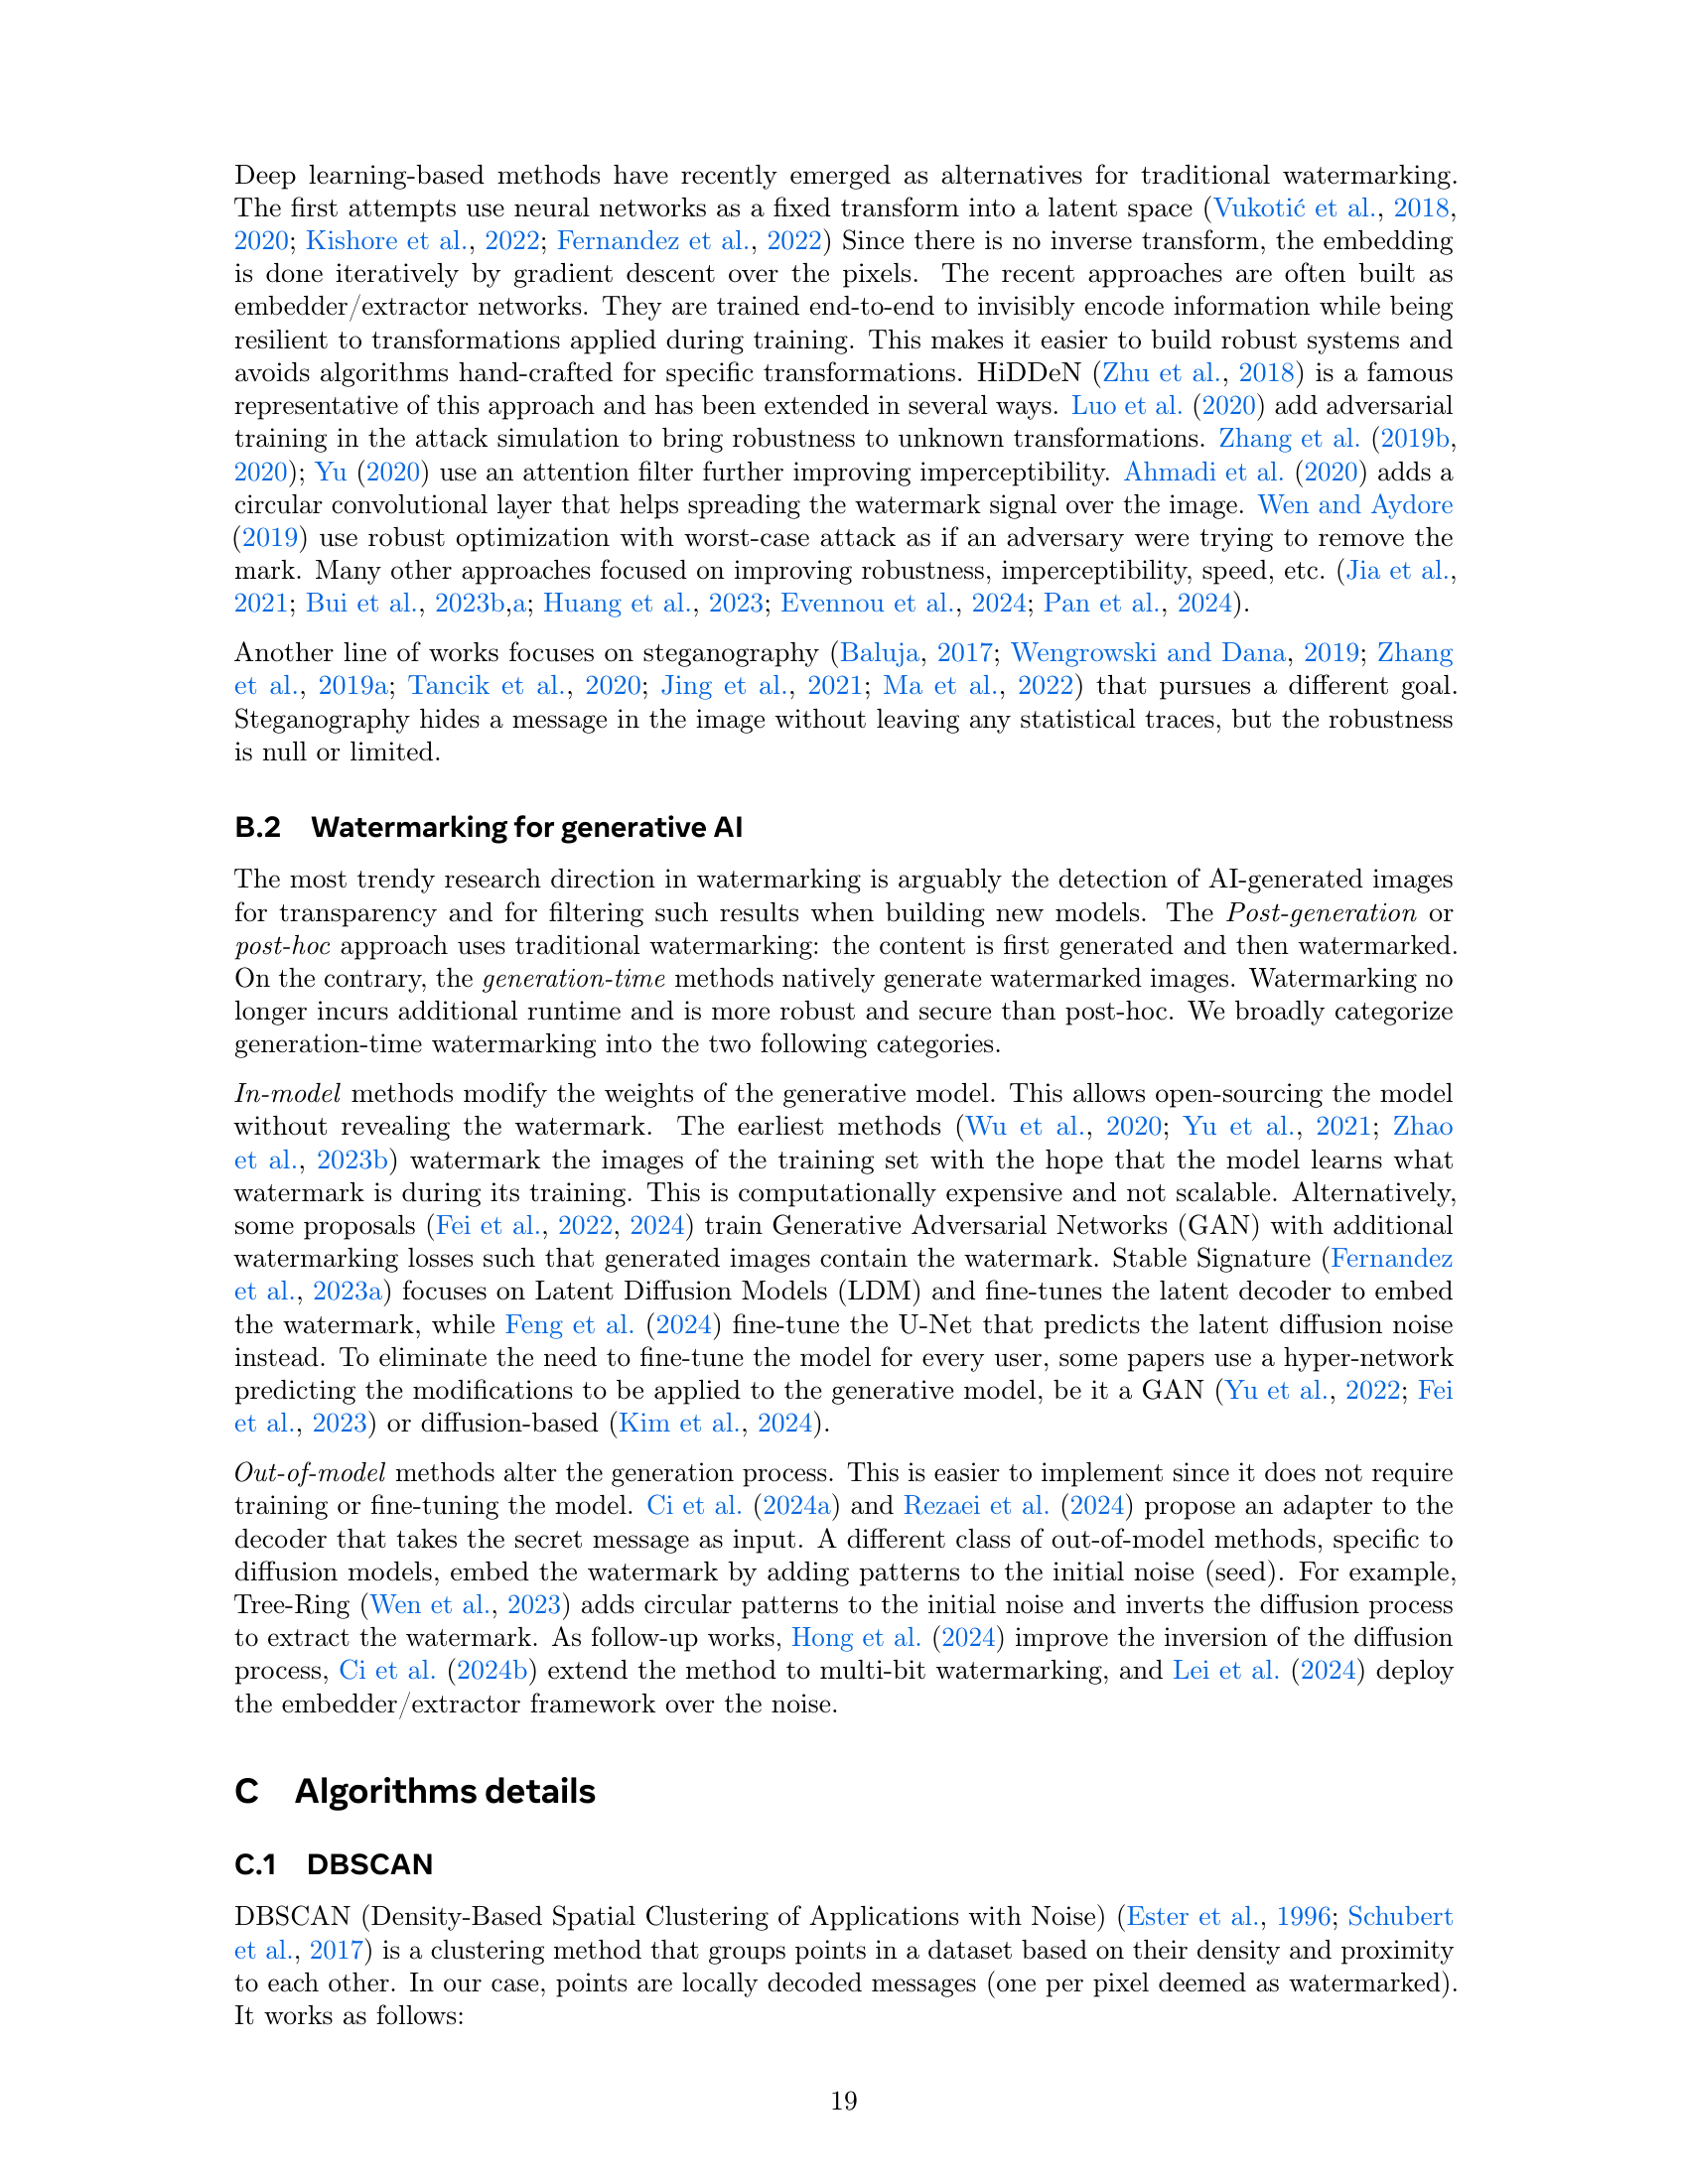 Deep learning-based methods have recently emerged as alternatives for traditional watermarking.
The first attempts use neural networks as a fixed transform into a latent space (Vukotić et al., 2018,
2020; Kishore et al., 2022; Fernandez et al., 2022) Since there is no inverse transform, the embedding
is done iteratively by gradient descent over the pixels. The recent approaches are often built as
embedder/extractor networks. They are trained end-to-end to invisibly encode information while being
resilient to transformations applied during training. This makes it easier to build robust systems and
avoids algorithms hand-crafted for specific transformations. HiDDeN (Zhu et al., 2018) is a famous
representative of this approach and has been extended in several ways. Luo et al. (2020) add adversarial
training in the attack simulation to bring robustness to unknown transformations. Zhang et al. (2019b,
2020); Yu (2020) use an attention filter further improving imperceptibility. Ahmadi et al. (2020) adds a
circular convolutional layer that helps spreading the watermark signal over the image. Wen and Aydore
(2019) use robust optimization with worst-case attack as if an adversary were trying to remove the
mark. Many other approaches focused on improving robustness, imperceptibility, speed, etc. (Jia et al.,
2021; Bui et al., 2023b,a; Huang et al., 2023; Evennou et al., 2024; Pan et al., 2024).
Another line of works focuses on steganography (Baluja, 2017; Wengrowski and Dana, 2019; Zhang
et al., 2019a; Tancik et al., 2020; Jing et al., 2021; Ma et al., 2022) that pursues a different goal.
Steganography hides a message in the image without leaving any statistical traces, but the robustness
is null or limited.
B.2 Watermarking for generative AI
The most trendy research direction in watermarking is arguably the detection of AI-generated images
for transparency and for filtering such results when building new models. The Post-generation or
post-hoc approach uses traditional watermarking: the content is first generated and then watermarked.
On the contrary, the generation-time methods natively generate watermarked images. Watermarking no
longer incurs additional runtime and is more robust and secure than post-hoc. We broadly categorize
generation-time watermarking into the two following categories.
In-model methods modify the weights of the generative model. This allows open-sourcing the model
without revealing the watermark. The earliest methods (Wu et al., 2020; Yu et al., 2021; Zhao
et al., 2023b) watermark the images of the training set with the hope that the model learns what
watermark is during its training. This is computationally expensive and not scalable. Alternatively,
some proposals (Fei et al., 2022, 2024) train Generative Adversarial Networks (GAN) with additional
watermarking losses such that generated images contain the watermark. Stable Signature (Fernandez
et al., 2023a) focuses on Latent Diffusion Models (LDM) and fine-tunes the latent decoder to embed
the watermark, while Feng et al. (2024) fine-tune the U-Net that predicts the latent diffusion noise
instead. To eliminate the need to fine-tune the model for every user, some papers use a hyper-network
predicting the modifications to be applied to the generative model, be it a GAN (Yu et al., 2022; Fei
et al., 2023) or diffusion-based (Kim et al., 2024).
Out-of-model methods alter the generation process. This is easier to implement since it does not require
training or fine-tuning the model. Ci et al. (2024a) and Rezaei et al. (2024) propose an adapter to the
decoder that takes the secret message as input. A different class of out-of-model methods, specific to
diffusion models, embed the watermark by adding patterns to the initial noise (seed). For example,
Tree-Ring (Wen et al., 2023) adds circular patterns to the initial noise and inverts the diffusion process
to extract the watermark. As follow-up works, Hong et al. (2024) improve the inversion of the diffusion
process, Ci et al. (2024b) extend the method to multi-bit watermarking, and Lei et al. (2024) deploy
the embedder/extractor framework over the noise.
C Algorithms details
C.1 DBSCAN
DBSCAN (Density-Based Spatial Clustering of Applications with Noise) (Ester et al., 1996; Schubert
et al., 2017) is a clustering method that groups points in a dataset based on their density and proximity
to each other. In our case, points are locally decoded messages (one per pixel deemed as watermarked).
It works as follows:
19